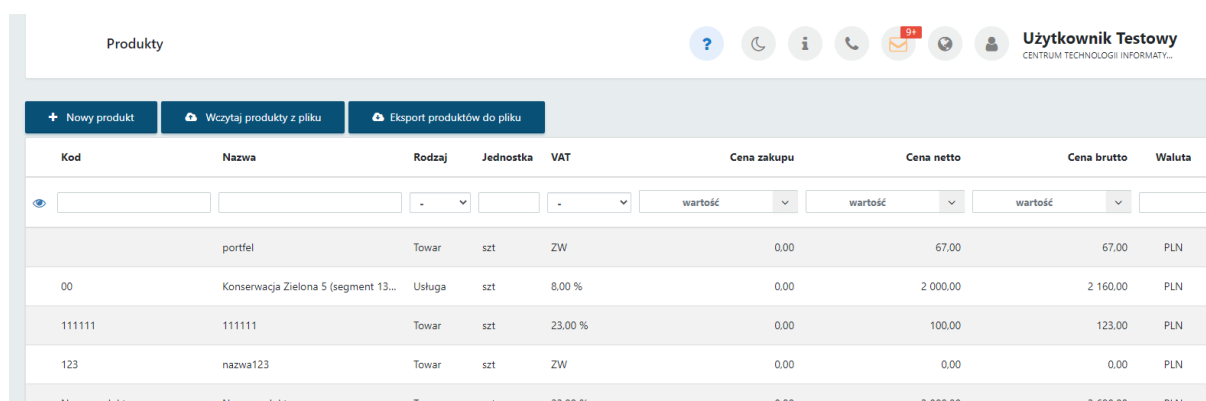 Produkty
?
i
9+
Użytkownik Testowy
CENTRUM TECHNOLOGII INFORMATY...
+ Nowy produkt
Wczytaj produkty z pliku
Eksport produktów do pliku
Kod Nazwa Rodzaj Jednostka VAT Cena zakupu Cena netto Cena brutto Waluta
- - wartość wartość wartość
portfel Towar szt ZW 0,00 67,00 67,00 PLN
00 Konserwacja Zielona 5 (segment 13... Usługa szt 8,00 % 0,00 2 000,00 2 160,00 PLN
111111 111111 Towar szt 23,00 % 0,00 100,00 123,00 PLN
123 nazwa123 Towar szt ZW 0,00 0,00 0,00 PLN